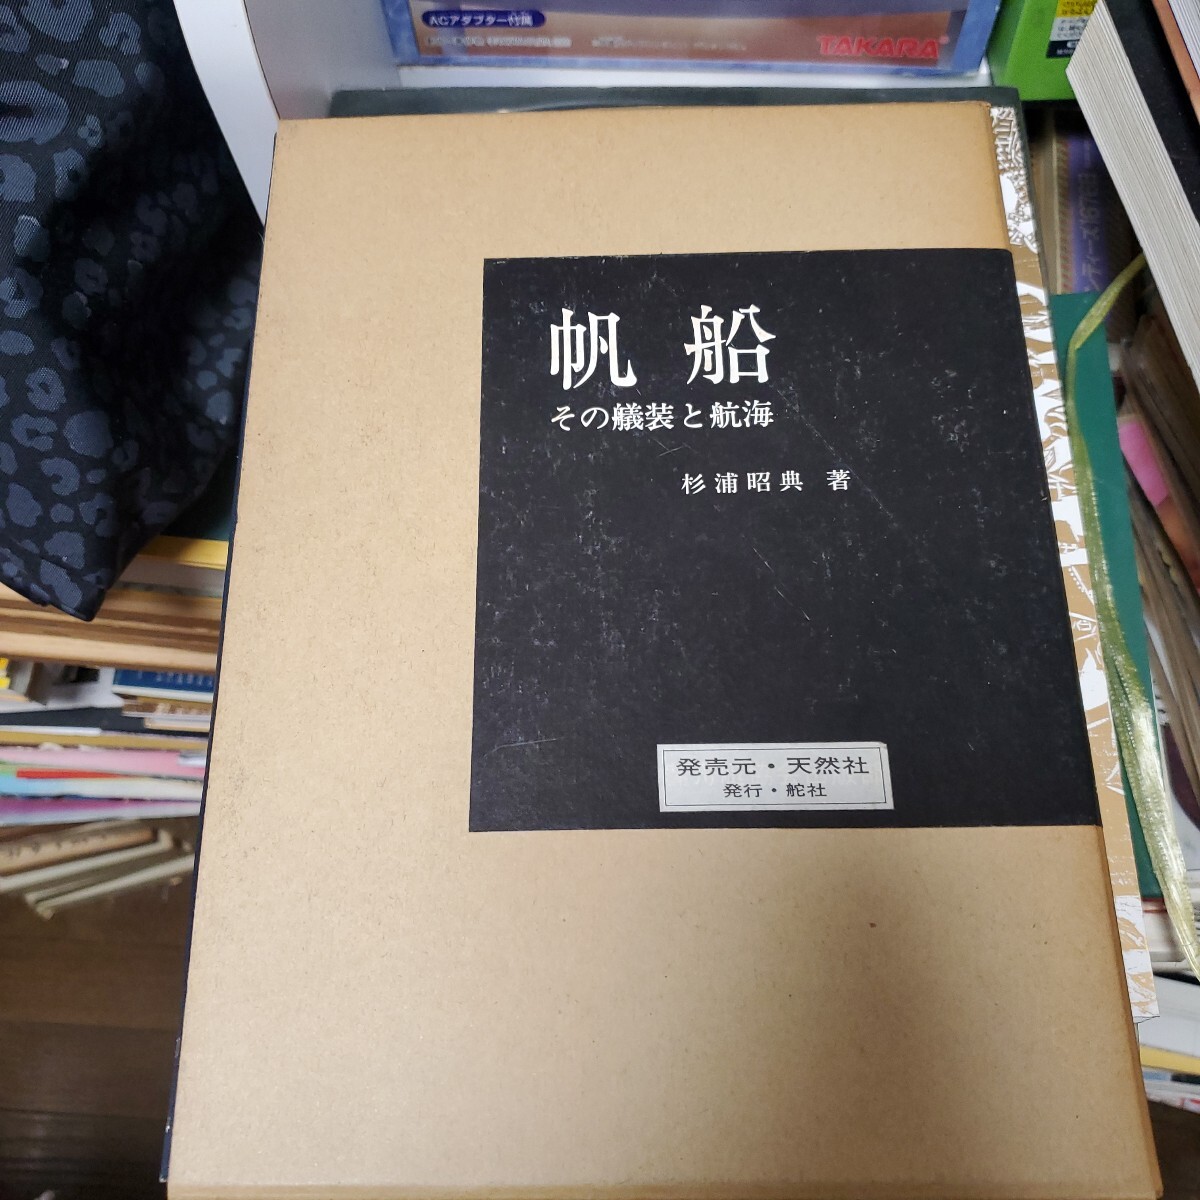 ACアダプター付属
TAKARA
帆船
その艤装と航海
杉浦昭典 著
発売元・天然社
発行・舵社